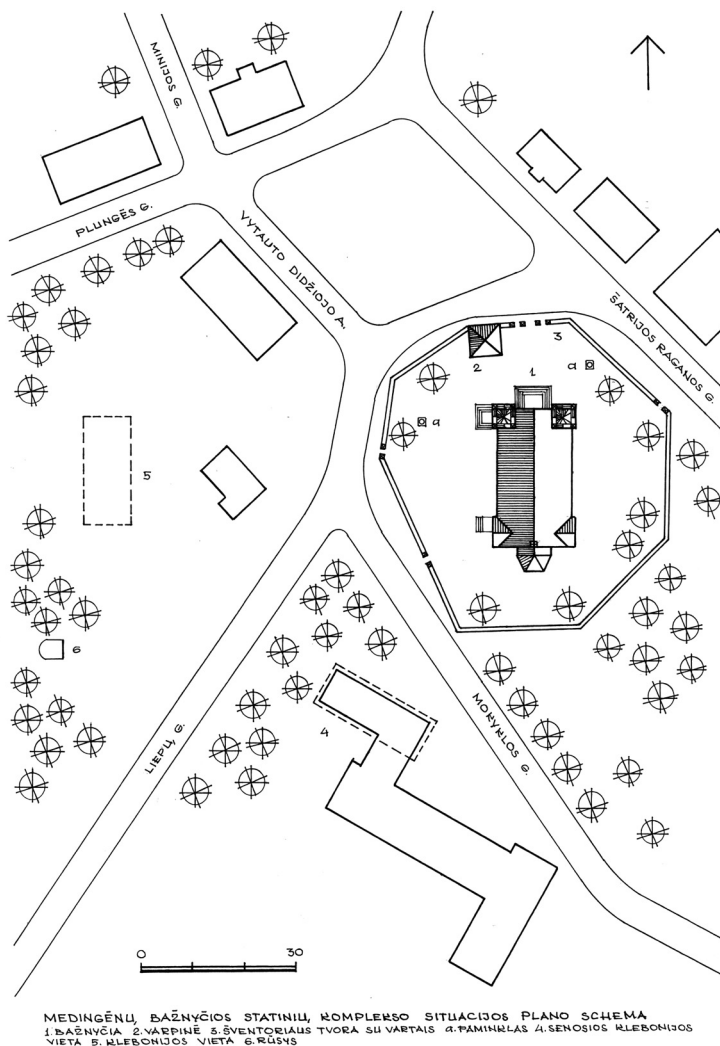 MINIJOS G.
PLUNGĖS G.
VYTAUTO DIDŽIOJO A.
ŠATRIJOS RAGANOS G.
3
2
1
a
a
5
6
4
LIEPŲ G.
MOKYKLOS G.
0 30
MEDINGĖNŲ BAŽNYČIOS STATINIŲ KOMPLEKSO SITUACIJOS PLANO SCHEMA
1. BAŽNYČIA 2. VARPINĖ 3. ŠVENTORIAUS TVORA SU VARTAIS a. PAMINKLAS 4. SENOSIOS KLEBONIJOS
VIETA 5. KLEBONIJOS VIETA 6. RŪSYS